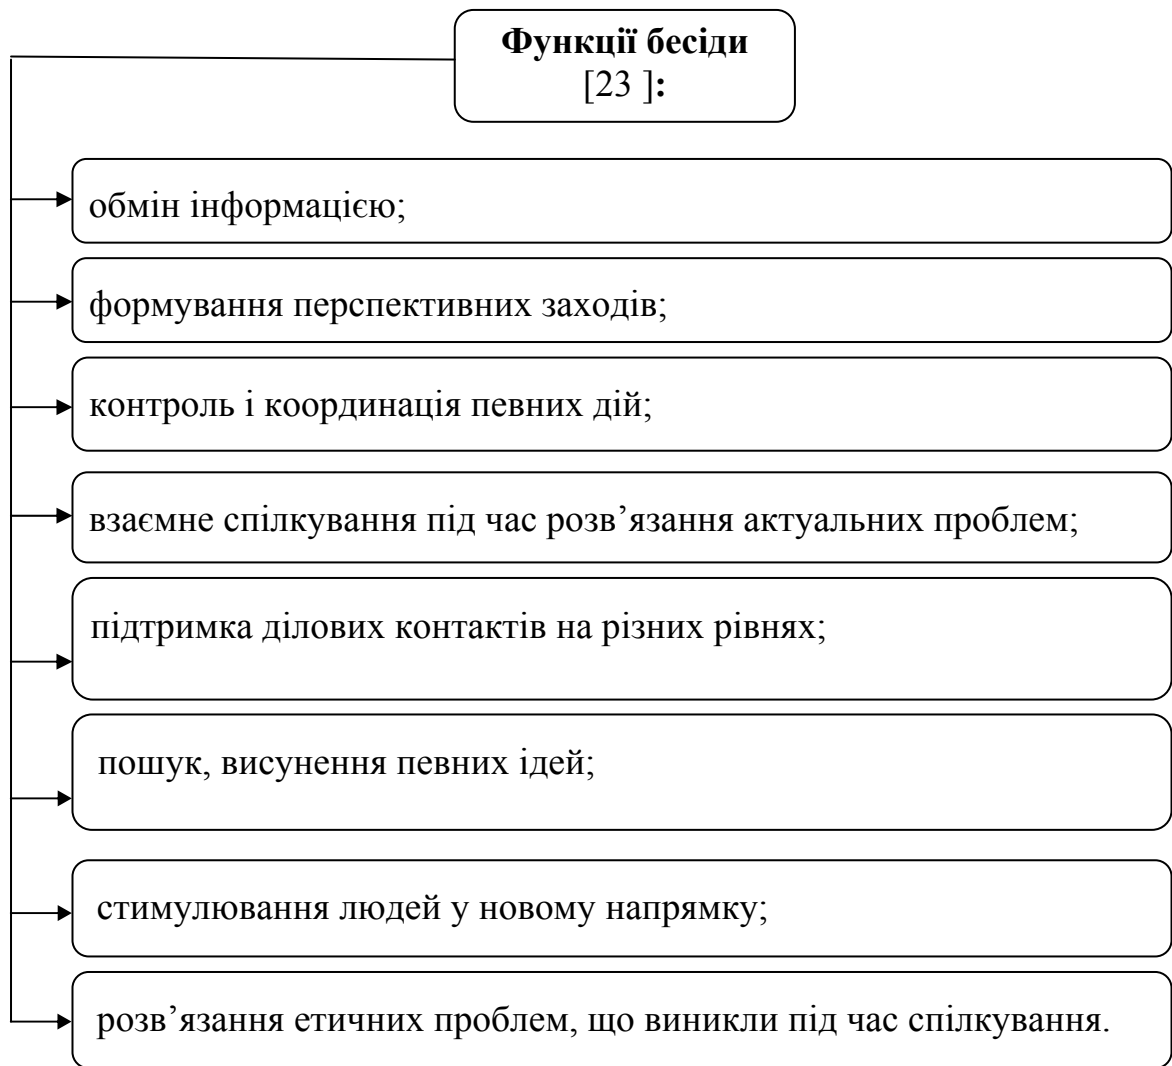 Функції бесіди
[23 ]:
обмін інформацією;
формування перспективних заходів;
контроль і координація певних дій;
взаємне спілкування під час розв’язання актуальних проблем;
підтримка ділових контактів на різних рівнях;
пошук, висунення певних ідей;
стимулювання людей у новому напрямку;
розв’язання етичних проблем, що виникли під час спілкування.